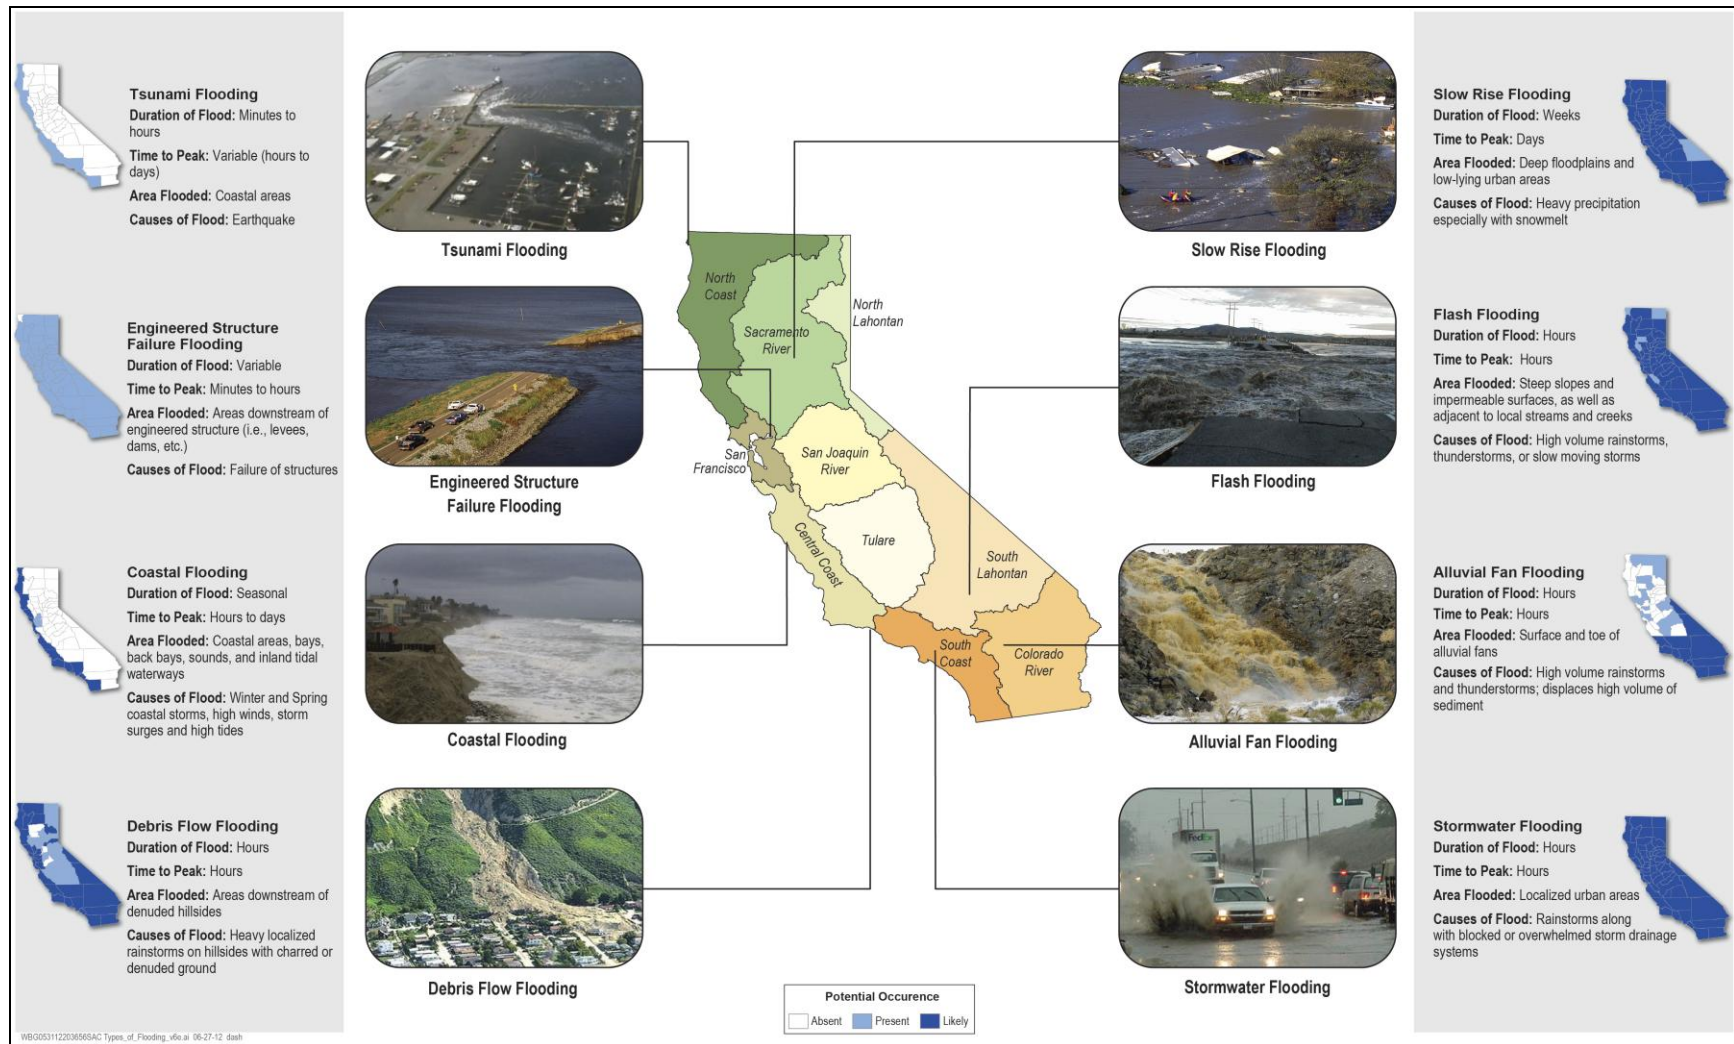 Tsunami Flooding
Duration of Flood: Minutes to
hours
Time to Peak: Variable (hours to
days)
Area Flooded: Coastal areas
Causes of Flood: Earthquake
Engineered Structure
Failure Flooding
Duration of Flood: Variable
Time to Peak: Minutes to hours
Area Flooded: Areas downstream of
engineered structure (i.e., levees,
dams, etc.)
Causes of Flood: Failure of structures
Coastal Flooding
Duration of Flood: Seasonal
Time to Peak: Hours to days
Area Flooded: Coastal areas, bays,
back bays, sounds, and inland tidal
waterways
Causes of Flood: Winter and Spring
coastal storms, high winds, storm
surges and high tides
Debris Flow Flooding
Duration of Flood: Hours
Time to Peak: Hours
Area Flooded: Areas downstream of
denuded hillsides
Causes of Flood: Heavy localized
rainstorms on hillsides with charred or
denuded ground
WBG053112203656SAC Types_of_Flooding_v6e.ai 06-27-12 dash
Tsunami Flooding
Engineered Structure
Failure Flooding
Coastal Flooding
Debris Flow Flooding
North
Coast
Sacramento
River
North
Lahontan
San
Francisco
San Joaquin
River
Central Coast
Tulare
South
Lahontan
South
Coast
Colorado
River
Potential Occurence
Absent
Present
Likely
Slow Rise Flooding
Flash Flooding
Alluvial Fan Flooding
FedEx
Stormwater Flooding
Slow Rise Flooding
Duration of Flood: Weeks
Time to Peak: Days
Area Flooded: Deep floodplains and
low-lying urban areas
Causes of Flood: Heavy precipitation
especially with snowmelt
Flash Flooding
Duration of Flood: Hours
Time to Peak: Hours
Area Flooded: Steep slopes and
impermeable surfaces, as well as
adjacent to local streams and creeks
Causes of Flood: High volume rainstorms,
thunderstorms, or slow moving storms
Alluvial Fan Flooding
Duration of Flood: Hours
Time to Peak: Hours
Area Flooded: Surface and toe of
alluvial fans
Causes of Flood: High volume rainstorms
and thunderstorms; displaces high volume of
sediment
Stormwater Flooding
Duration of Flood: Hours
Time to Peak: Hours
Area Flooded: Localized urban areas
Causes of Flood: Rainstorms along
with blocked or overwhelmed storm drainage
systems